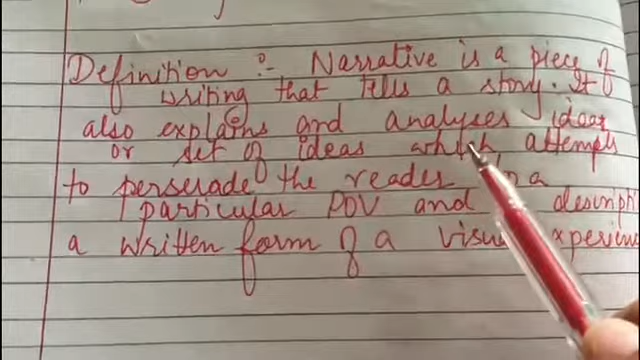 Definition :- Narrative is a piece of
writing that tells a story. It
also explains and analyses ideas
or set of ideas which attempts
to persuade the reader
particular POV and
a written form of a